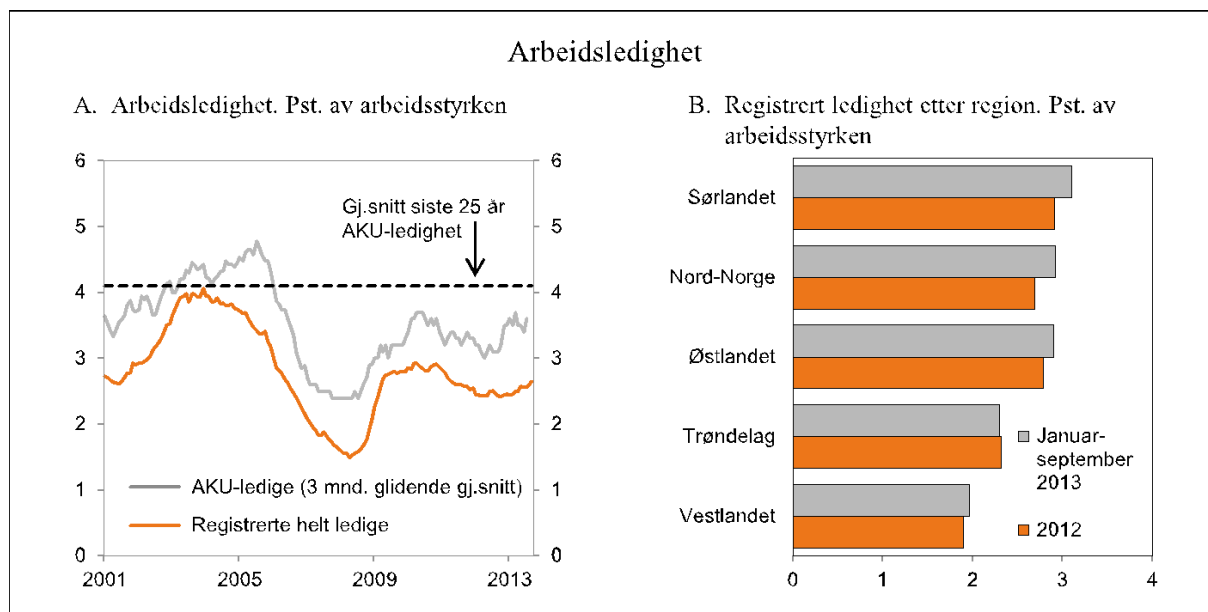 Arbeidsledighet
A. Arbeidsledighet. Pst. av arbeidsstyrken
6
5
4
3
2
1
0
6
5
4
3
2
1
0
Gj.snitt siste 25 år
AKU-ledighet
AKU-ledige (3 mnd. glidende gj.snitt)
Registrerte helt ledige
2001
2005
2009
2013
B. Registrert ledighet etter region. Pst. av
arbeidsstyrken
Sørlandet
Nord-Norge
Østlandet
Trøndelag
Vestlandet
Januar-
september
2013
2012
0
1
2
3
4